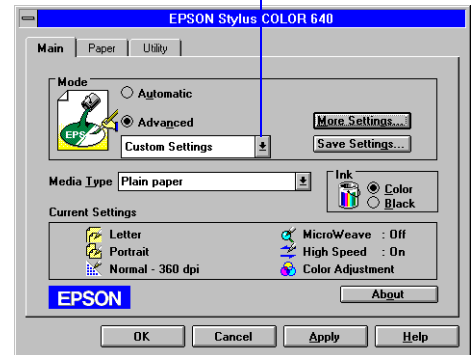 EPSON Stylus COLOR 640
Main Paper Utility
Mode
Automatic
Advanced More Settings...
Custom Settings Save Settings...
EPS
Media Type Plain paper
Ink
Color
Black
Current Settings
Letter MicroWeave : Off
Portrait High Speed : On
Normal - 360 dpi Color Adjustment
EPSON About
OK Cancel Apply Help